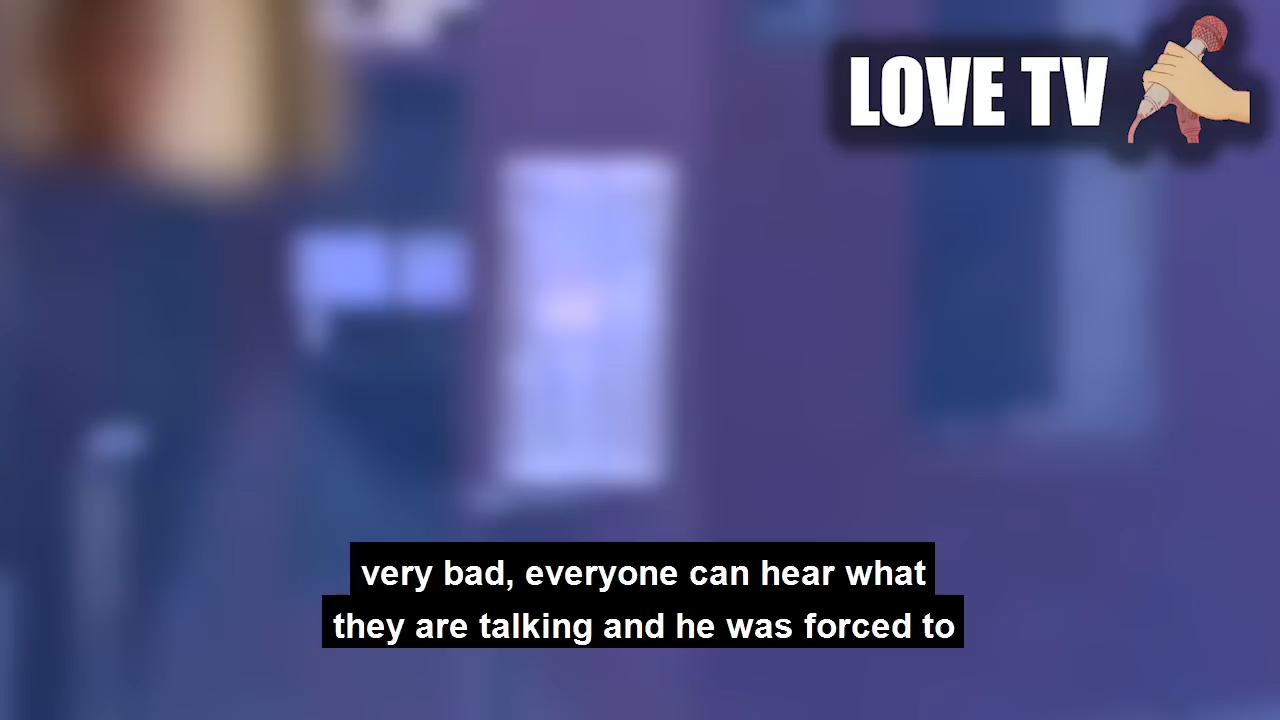 LOVE TV
very bad, everyone can hear what
they are talking and he was forced to